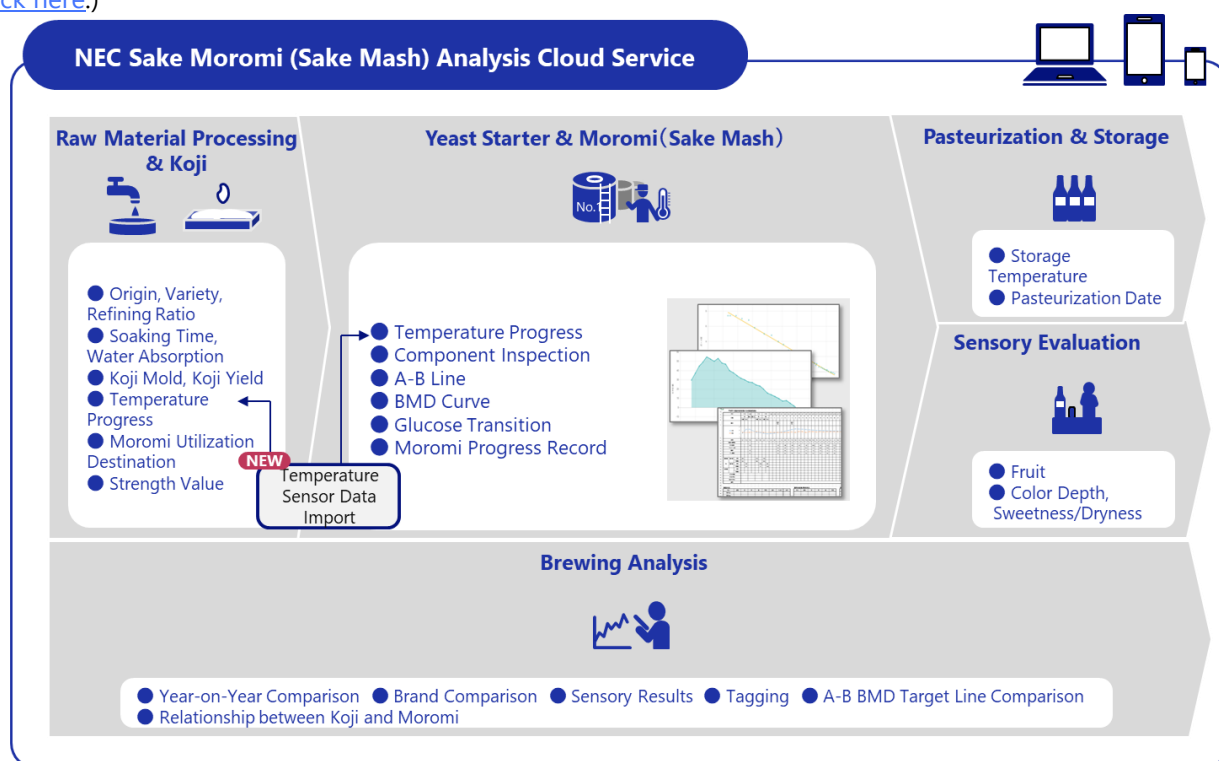 ck here.)
NEC Sake Moromi (Sake Mash) Analysis Cloud Service
Raw Material Processing
& Koji
Origin, Variety,
Refining Ratio
Soaking Time,
Water Absorption
Koji Mold, Koji Yield
Temperature
Progress
Moromi Utilization
Destination
Strength Value
NEW
Temperature
Sensor Data
Import
Yeast Starter & Moromi(Sake Mash)
No.1
Temperature Progress
Component Inspection
A-B Line
BMD Curve
Glucose Transition
Moromi Progress Record
Pasteurization & Storage
Storage
Temperature
Pasteurization Date
Sensory Evaluation
Fruit
Color Depth,
Sweetness/Dryness
Brewing Analysis
Year-on-Year Comparison Brand Comparison Sensory Results Tagging A-B BMD Target Line Comparison
Relationship between Koji and Moromi